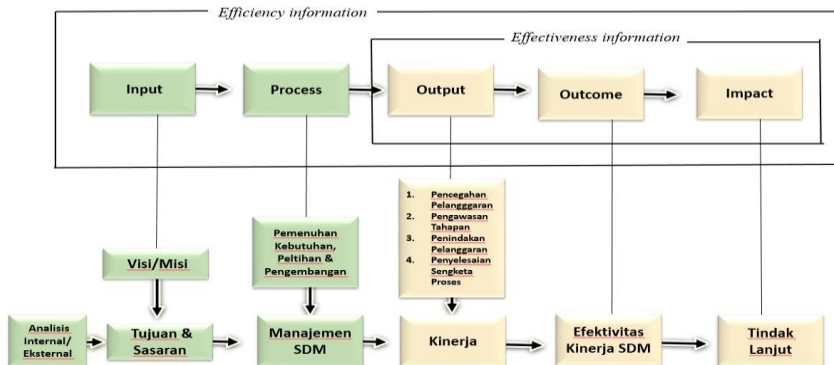 Efficiency information
Effectiveness information
Input
Process
Output
Outcome
Impact
1. Pencegahan
Pelangggaran
2. Pengawasan
Tahapan
3. Penindakan
Pelanggaran
4. Penyelesaian
Sengketa
Proses
Pemenuhan
Kebutuhan,
Peltihan &
Pengembangan
Visi/Misi
Analisis
Internal/
Eksternal
Tujuan &
Sasaran
Manajemen
SDM
Kinerja
Efektivitas
Kinerja SDM
Tindak
Lanjut